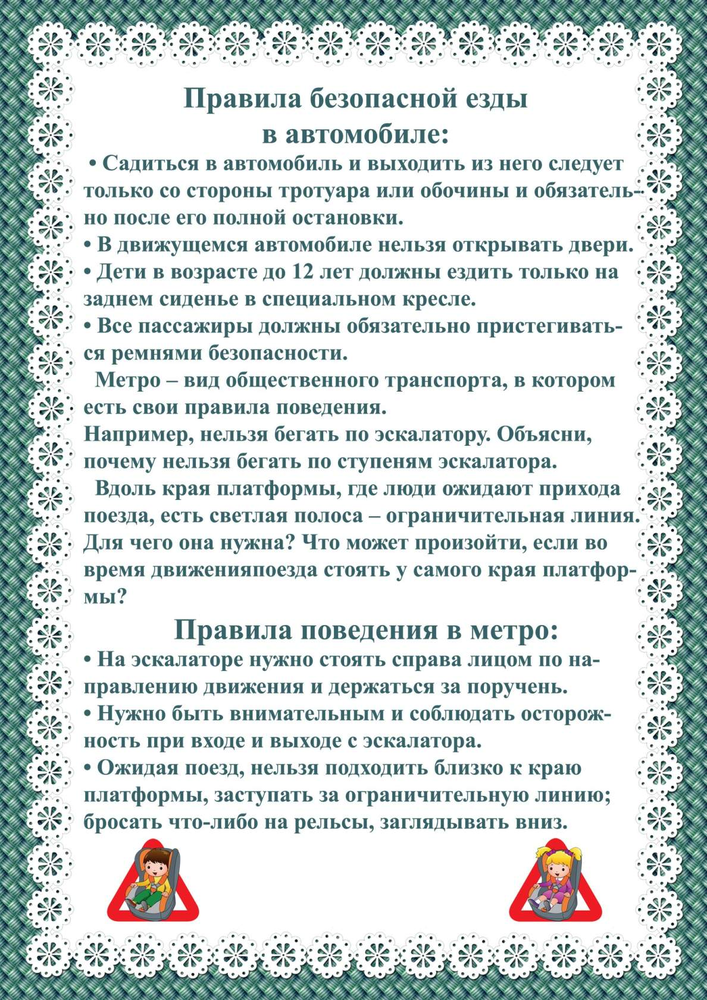 Правила безопасной езды
в автомобиле:
• Садиться в автомобиль и выходить из него следует
только со стороны тротуара или обочины и обязатель-
но после его полной остановки.
• В движущемся автомобиле нельзя открывать двери.
• Дети в возрасте до 12 лет должны ездить только на
заднем сиденье в специальном кресле.
• Все пассажиры должны обязательно пристегивать-
ся ремнями безопасности.
Метро – вид общественного транспорта, в котором
есть свои правила поведения.
Например, нельзя бегать по эскалатору. Объясни,
почему нельзя бегать по ступеням эскалатора.
Вдоль края платформы, где люди ожидают прихода
поезда, есть светлая полоса – ограничительная линия.
Для чего она нужна? Что может произойти, если во
время движенияпоезда стоять у самого края платфор-
мы?
Правила поведения в метро:
• На эскалаторе нужно стоять справа лицом по на-
правлению движения и держаться за поручень.
• Нужно быть внимательным и соблюдать осторож-
ность при входе и выходе с эскалатора.
• Ожидая поезд, нельзя подходить близко к краю
платформы, заступать за ограничительную линию;
бросать что-либо на рельсы, заглядывать вниз.